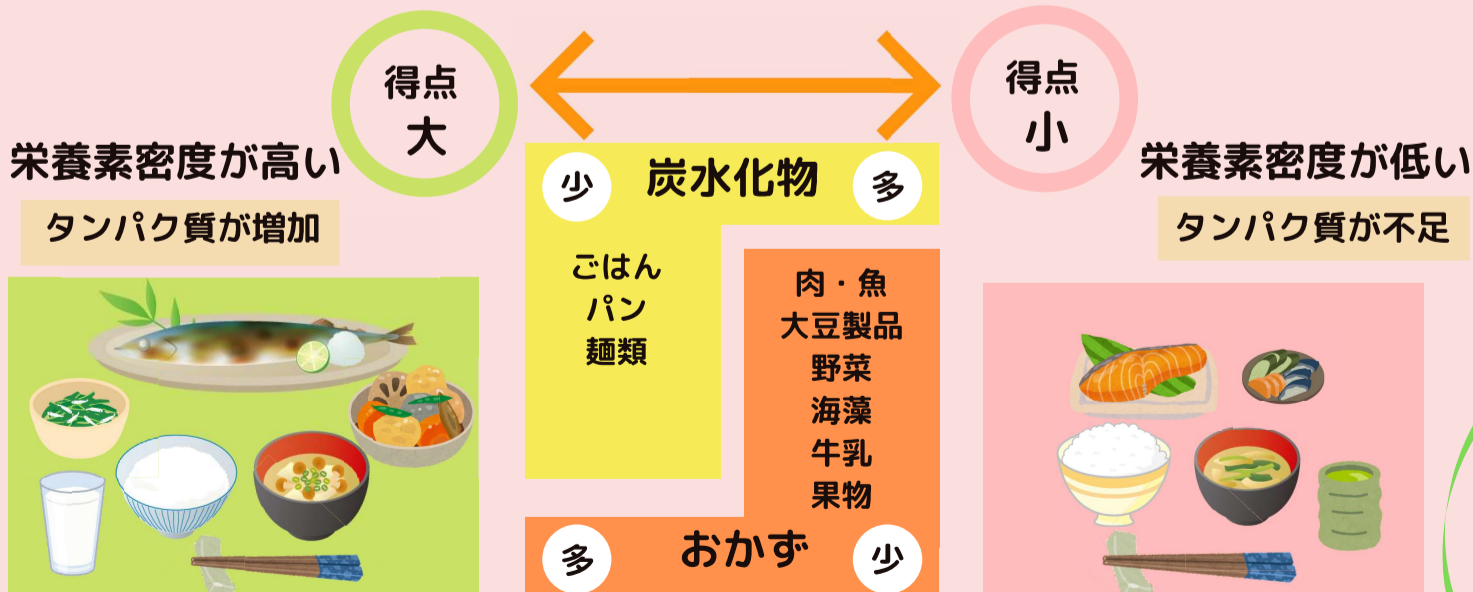 得点
大
得点
小
栄養素密度が高い
タンパク質が増加
少
炭水化物
多
栄養素密度が低い
タンパク質が不足
ごはん
パン
麺類
肉・魚
大豆製品
野菜
海藻
牛乳
果物
多
おかず
少